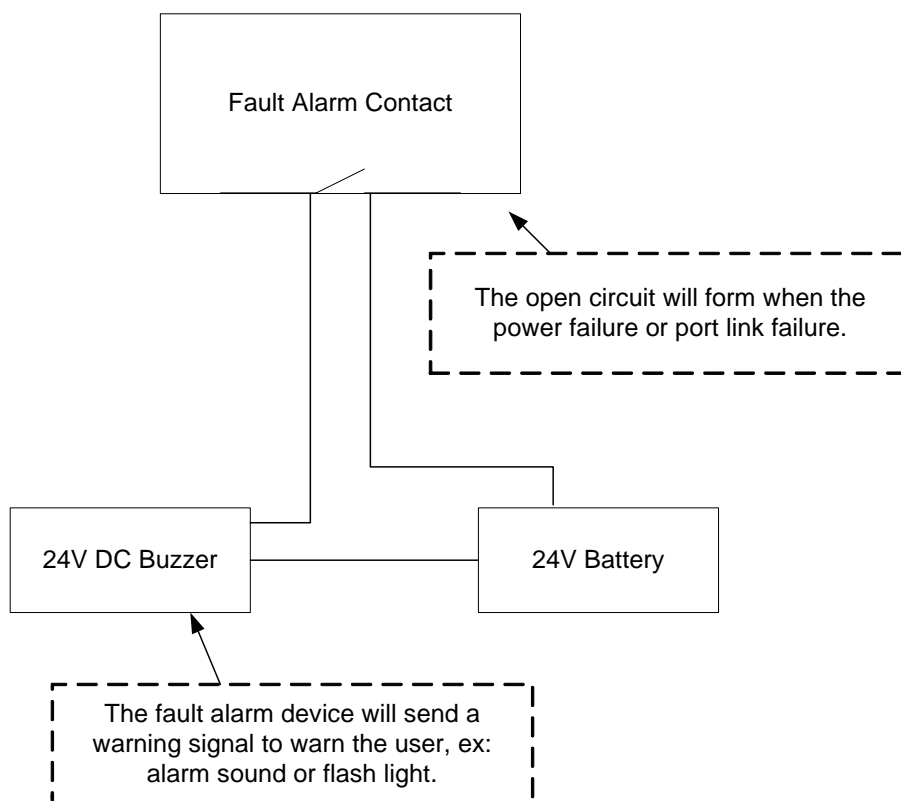 Fault Alarm Contact
The open circuit will form when the
power failure or port link failure.
24V DC Buzzer
24V Battery
The fault alarm device will send a
warning signal to warn the user, ex:
alarm sound or flash light.